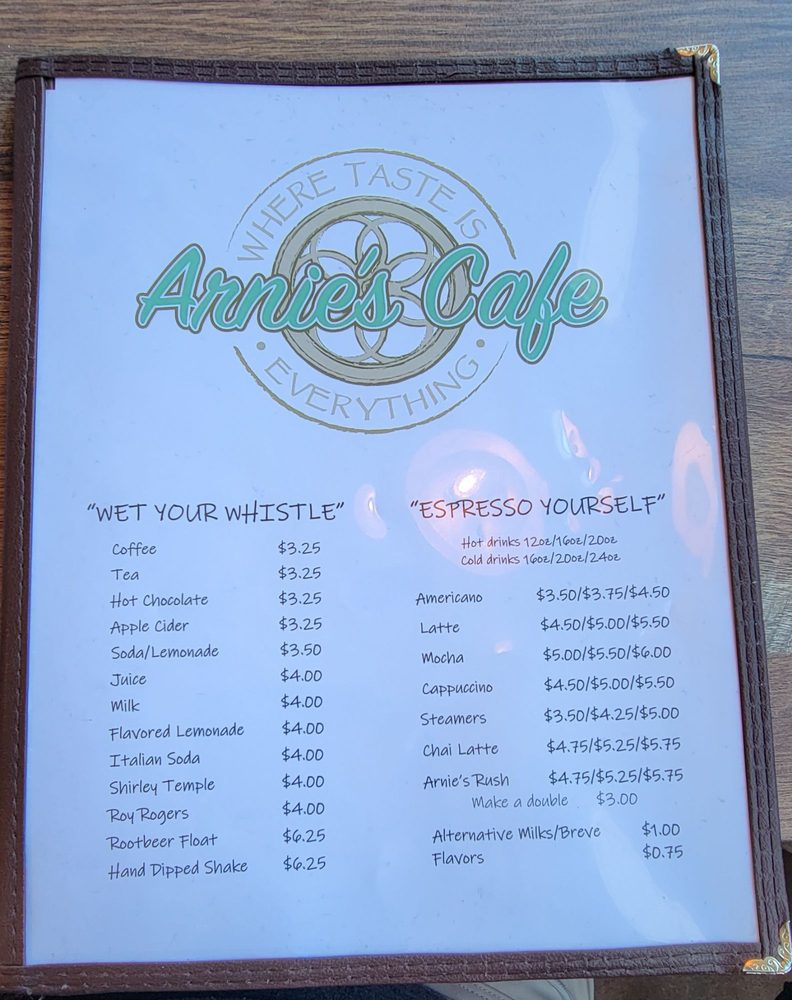 WHERE TASTE IS
Arnie's Cafe
• EVERYTHING •
"WET YOUR WHISTLE"
Coffee $3.25
Tea $3.25
Hot Chocolate $3.25
Apple Cider $3.25
Soda/Lemonade $3.50
Juice $4.00
Milk $4.00
Flavored Lemonade $4.00
Italian Soda $4.00
Shirley Temple $4.00
Roy Rogers $4.00
Rootbeer Float $6.25
Hand Dipped Shake $6.25
"ESPRESSO YOURSELF"
Hot drinks 12oz/16oz/20oz
Cold drinks 16oz/20oz/24oz
Americano $3.50/$3.75/$4.50
Latte $4.50/$5.00/$5.50
Mocha $5.00/$5.50/$6.00
Cappuccino $4.50/$5.00/$5.50
Steamers $3.50/$4.25/$5.00
Chai Latte $4.75/$5.25/$5.75
Arnie's Rush $4.75/$5.25/$5.75
Make a double $3.00
Alternative Milks/Breve $1.00
Flavors $0.75